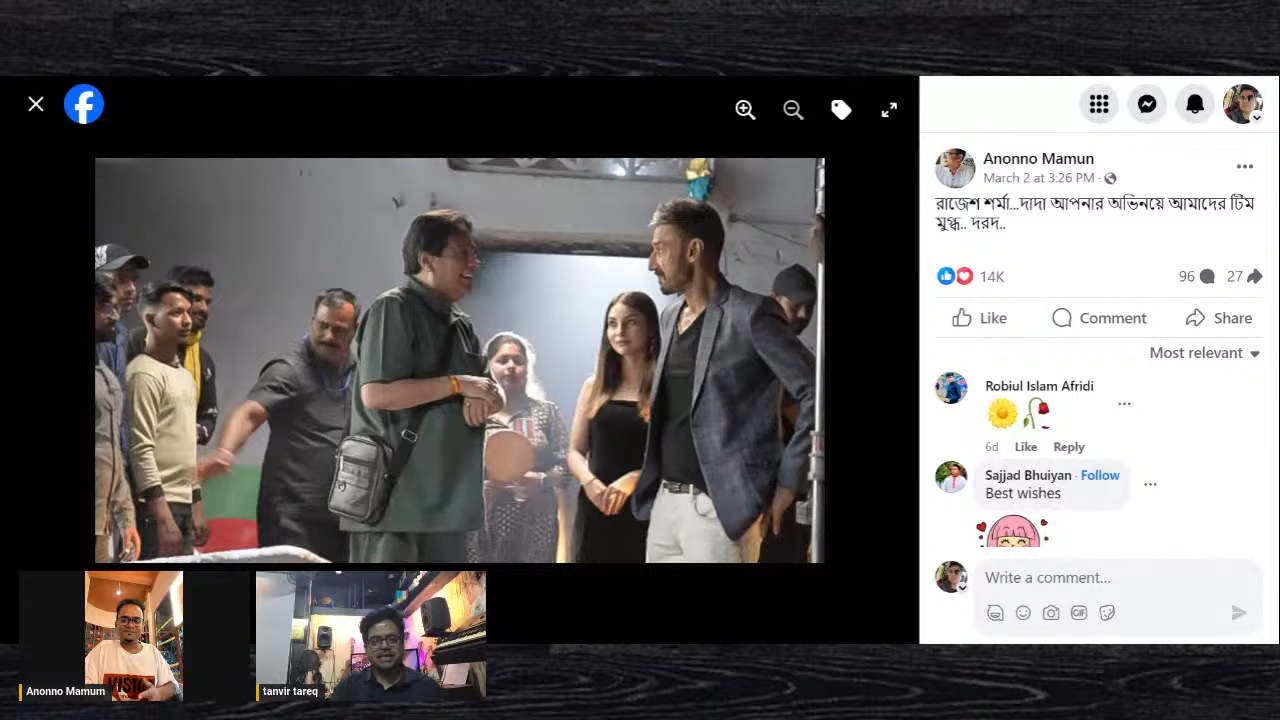 Anonno Mamun
March 2 at 3:26 PM ·
রাজেশ শর্মা...দাদা আপনার অভিনয়ে আমাদের টিম
মুগ্ধ.. দরদ..
14K
96
27
Like
Comment
Share
Most relevant
Robiul Islam Afridi
6d Like Reply
Sajjad Bhuiyan · Follow
Best wishes
Write a comment...
GIF
Anonno Mamum
tanvir tareq